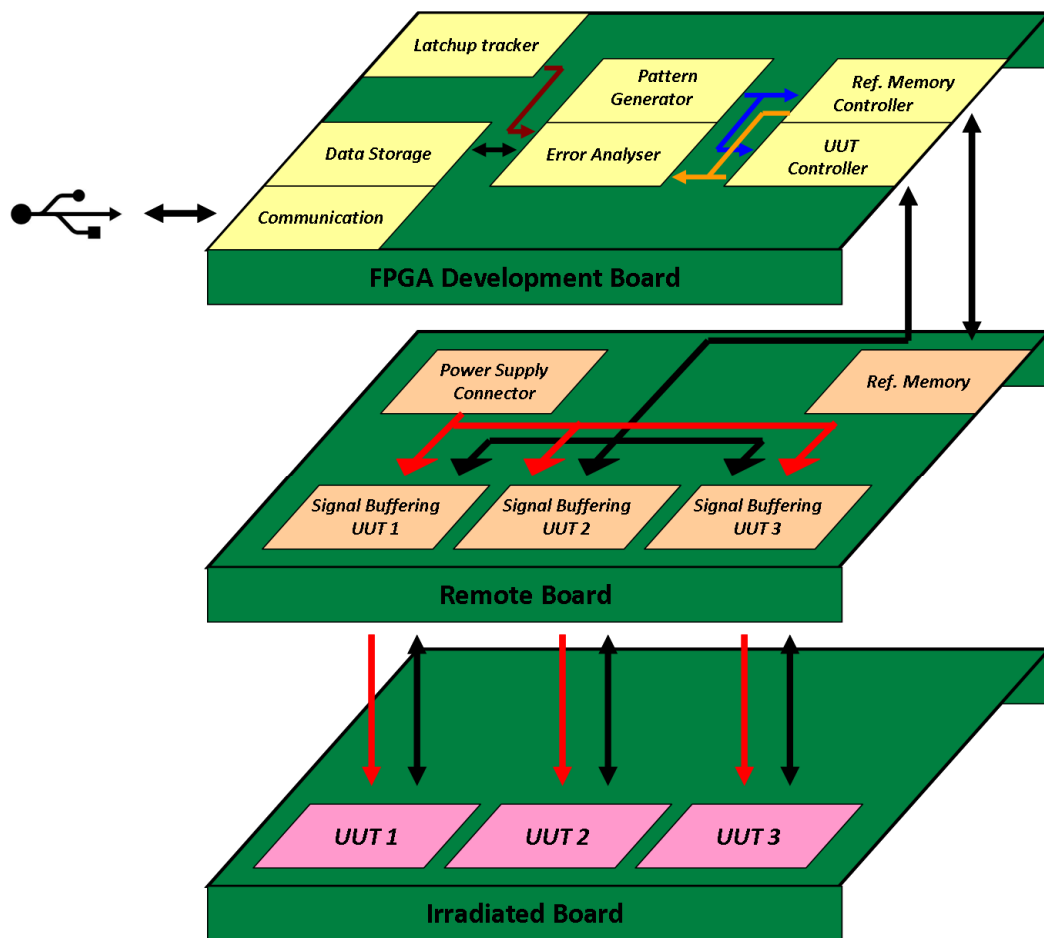 Latchup tracker
Pattern
Generator
Ref. Memory
Controller
Data Storage
Error Analyser
UUT
Controller
Communication
FPGA Development Board
Power Supply
Connector
Ref. Memory
Signal Buffering
UUT 1
Signal Buffering
UUT 2
Signal Buffering
UUT 3
Remote Board
UUT 1
UUT 2
UUT 3
Irradiated Board